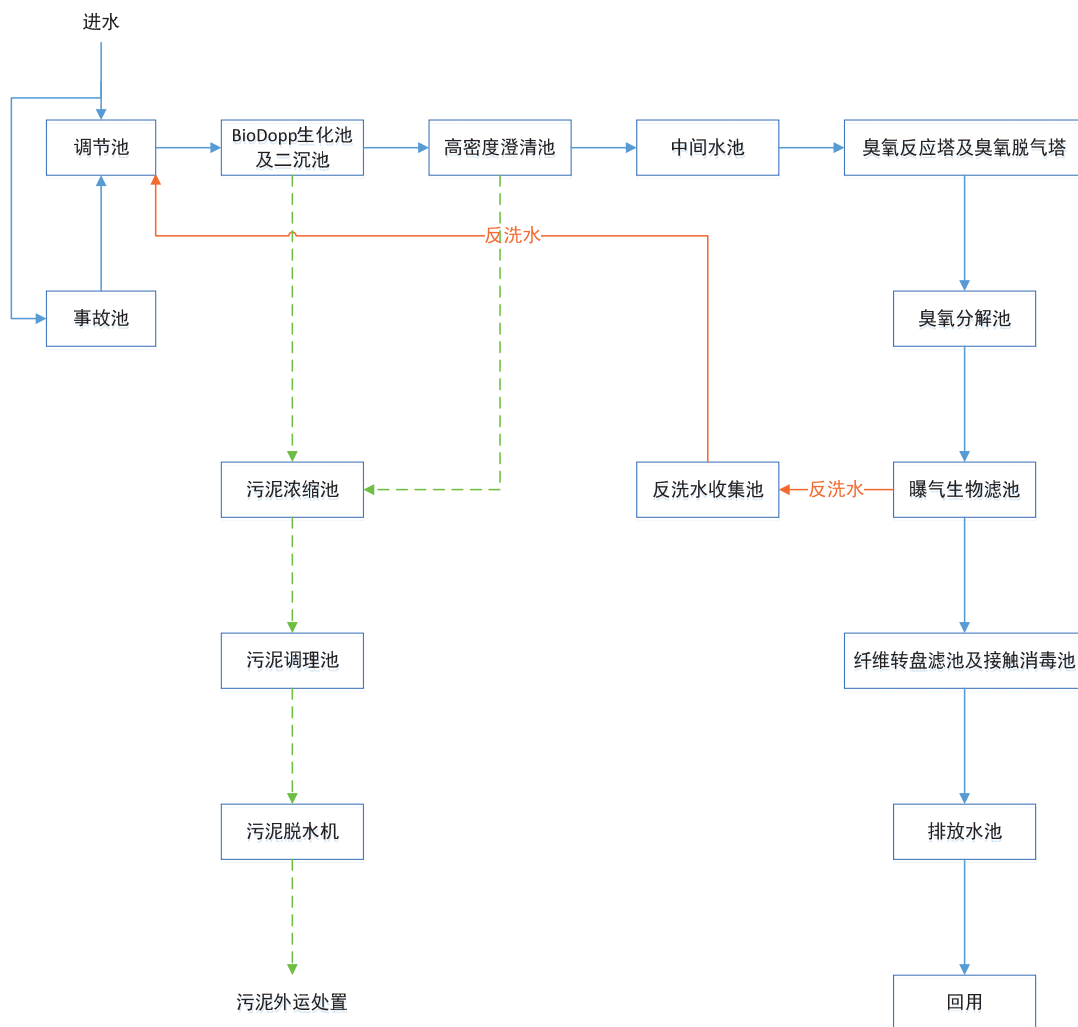 进水
调节池
BioDopp生化池
及二沉池
高密度澄清池
中间水池
臭氧反应塔及臭氧脱气塔
反洗水
事故池
臭氧分解池
污泥浓缩池
反洗水收集池
反洗水
曝气生物滤池
污泥调理池
纤维转盘滤池及接触消毒池
污泥脱水机
排放水池
污泥外运处置
回用